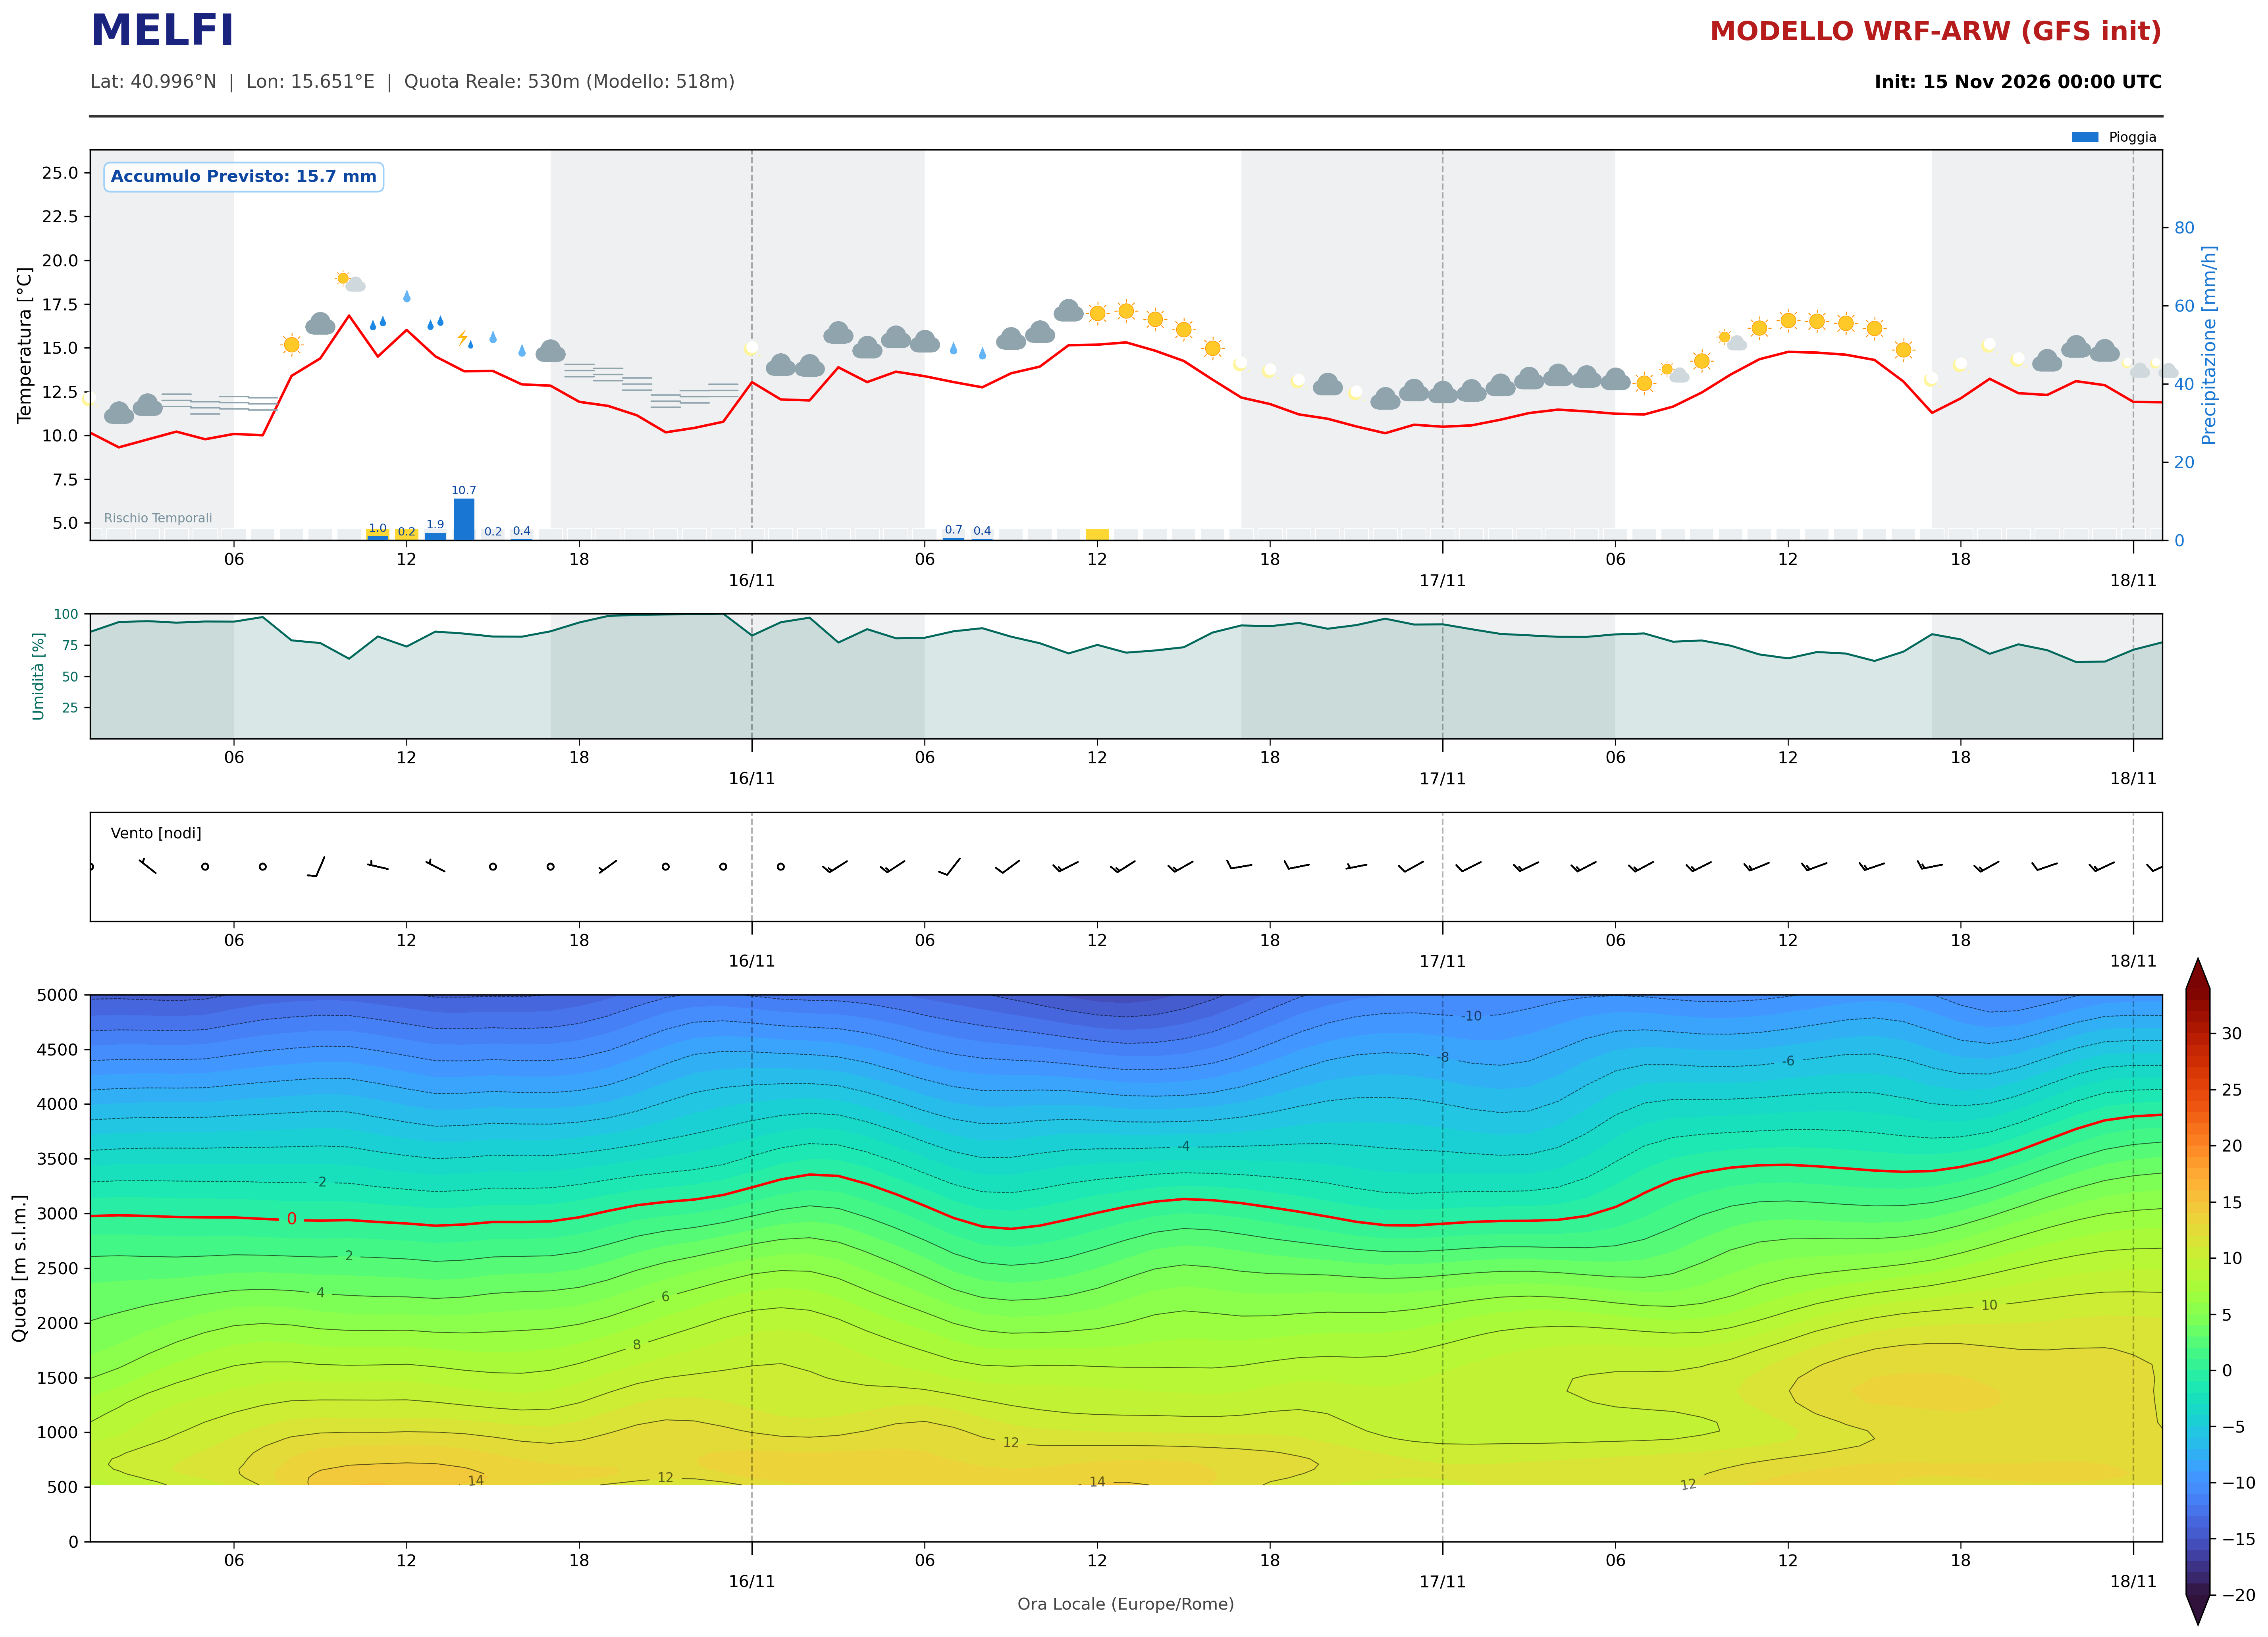 MELFI
MODELLO WRF-ARW (GFS init)
Lat: 40.996°N | Lon: 15.651°E | Quota Reale: 530m (Modello: 518m)
Init: 15 Nov 2026 00:00 UTC
Pioggia
Accumulo Previsto: 15.7 mm
Temperatura [°C]
25.0
22.5
20.0
17.5
15.0
12.5
10.0
7.5
5.0
Precipitazione [mm/h]
80
60
40
20
0
Rischio Temporali
1.0 0.2 1.9 10.7 0.2 0.4 0.7 0.4
06 12 18 06 12 18 06 12 18
16/11 17/11 18/11
Umidità [%]
100
75
50
25
06 12 18 06 12 18 06 12 18
16/11 17/11 18/11
Vento [nodi]
06 12 18 06 12 18 06 12 18
16/11 17/11 18/11
Quota [m s.l.m.]
5000
4500
4000
3500
3000
2500
2000
1500
1000
500
0
-10
-8
-6
-4
-2
0
2
4
6
10
8
12
14
12
14
12
06 12 18 06 12 18 06 12 18
16/11 17/11 18/11
Ora Locale (Europe/Rome)
30
25
20
15
10
5
0
−5
−10
−15
−20